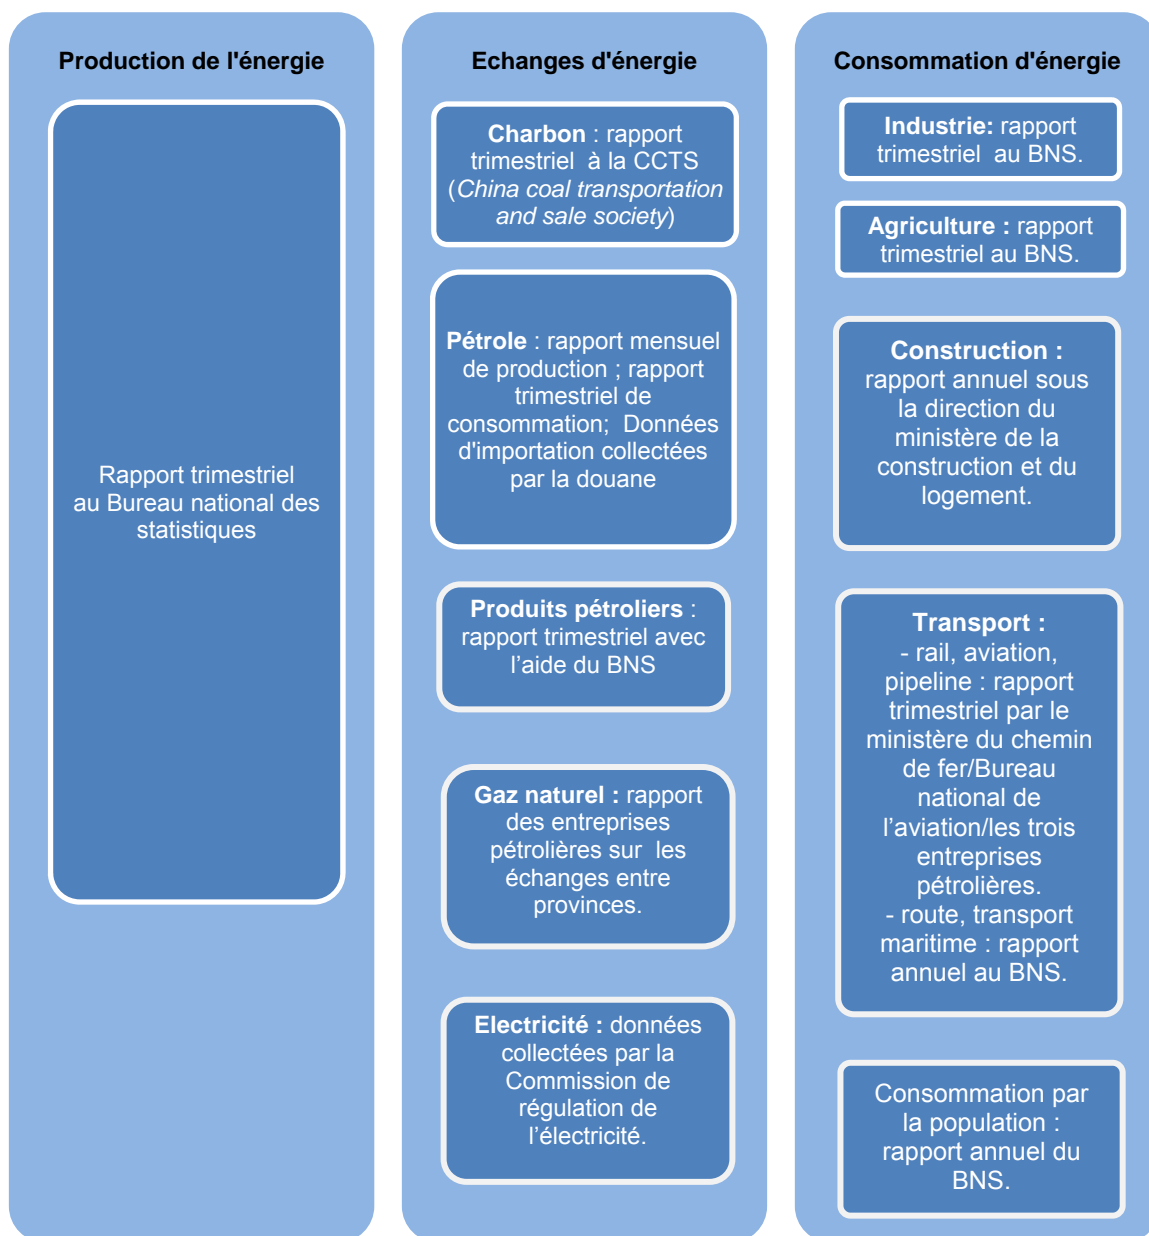 Production de l'énergie
Rapport trimestriel
au Bureau national des
statistiques
Echanges d'énergie
Charbon : rapport
trimestriel à la CCTS
(China coal transportation
and sale society)
Pétrole : rapport mensuel
de production ; rapport
trimestriel de
consommation; Données
d'importation collectées
par la douane
Produits pétroliers :
rapport trimestriel avec
l’aide du BNS
Gaz naturel : rapport
des entreprises
pétrolières sur les
échanges entre
provinces.
Electricité : données
collectées par la
Commission de
régulation de
l’électricité.
Consommation d'énergie
Industrie: rapport
trimestriel au BNS.
Agriculture : rapport
trimestriel au BNS.
Construction :
rapport annuel sous
la direction du
ministère de la
construction et du
logement.
Transport :
- rail, aviation,
pipeline : rapport
trimestriel par le
ministère du chemin
de fer/Bureau
national de
l’aviation/les trois
entreprises
pétrolières.
- route, transport
maritime : rapport
annuel au BNS.
Consommation par
la population :
rapport annuel du
BNS.